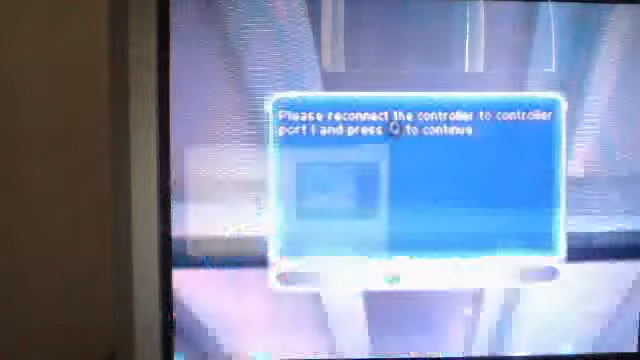 Please reconnect the controller to controller
port 1 and press to continue